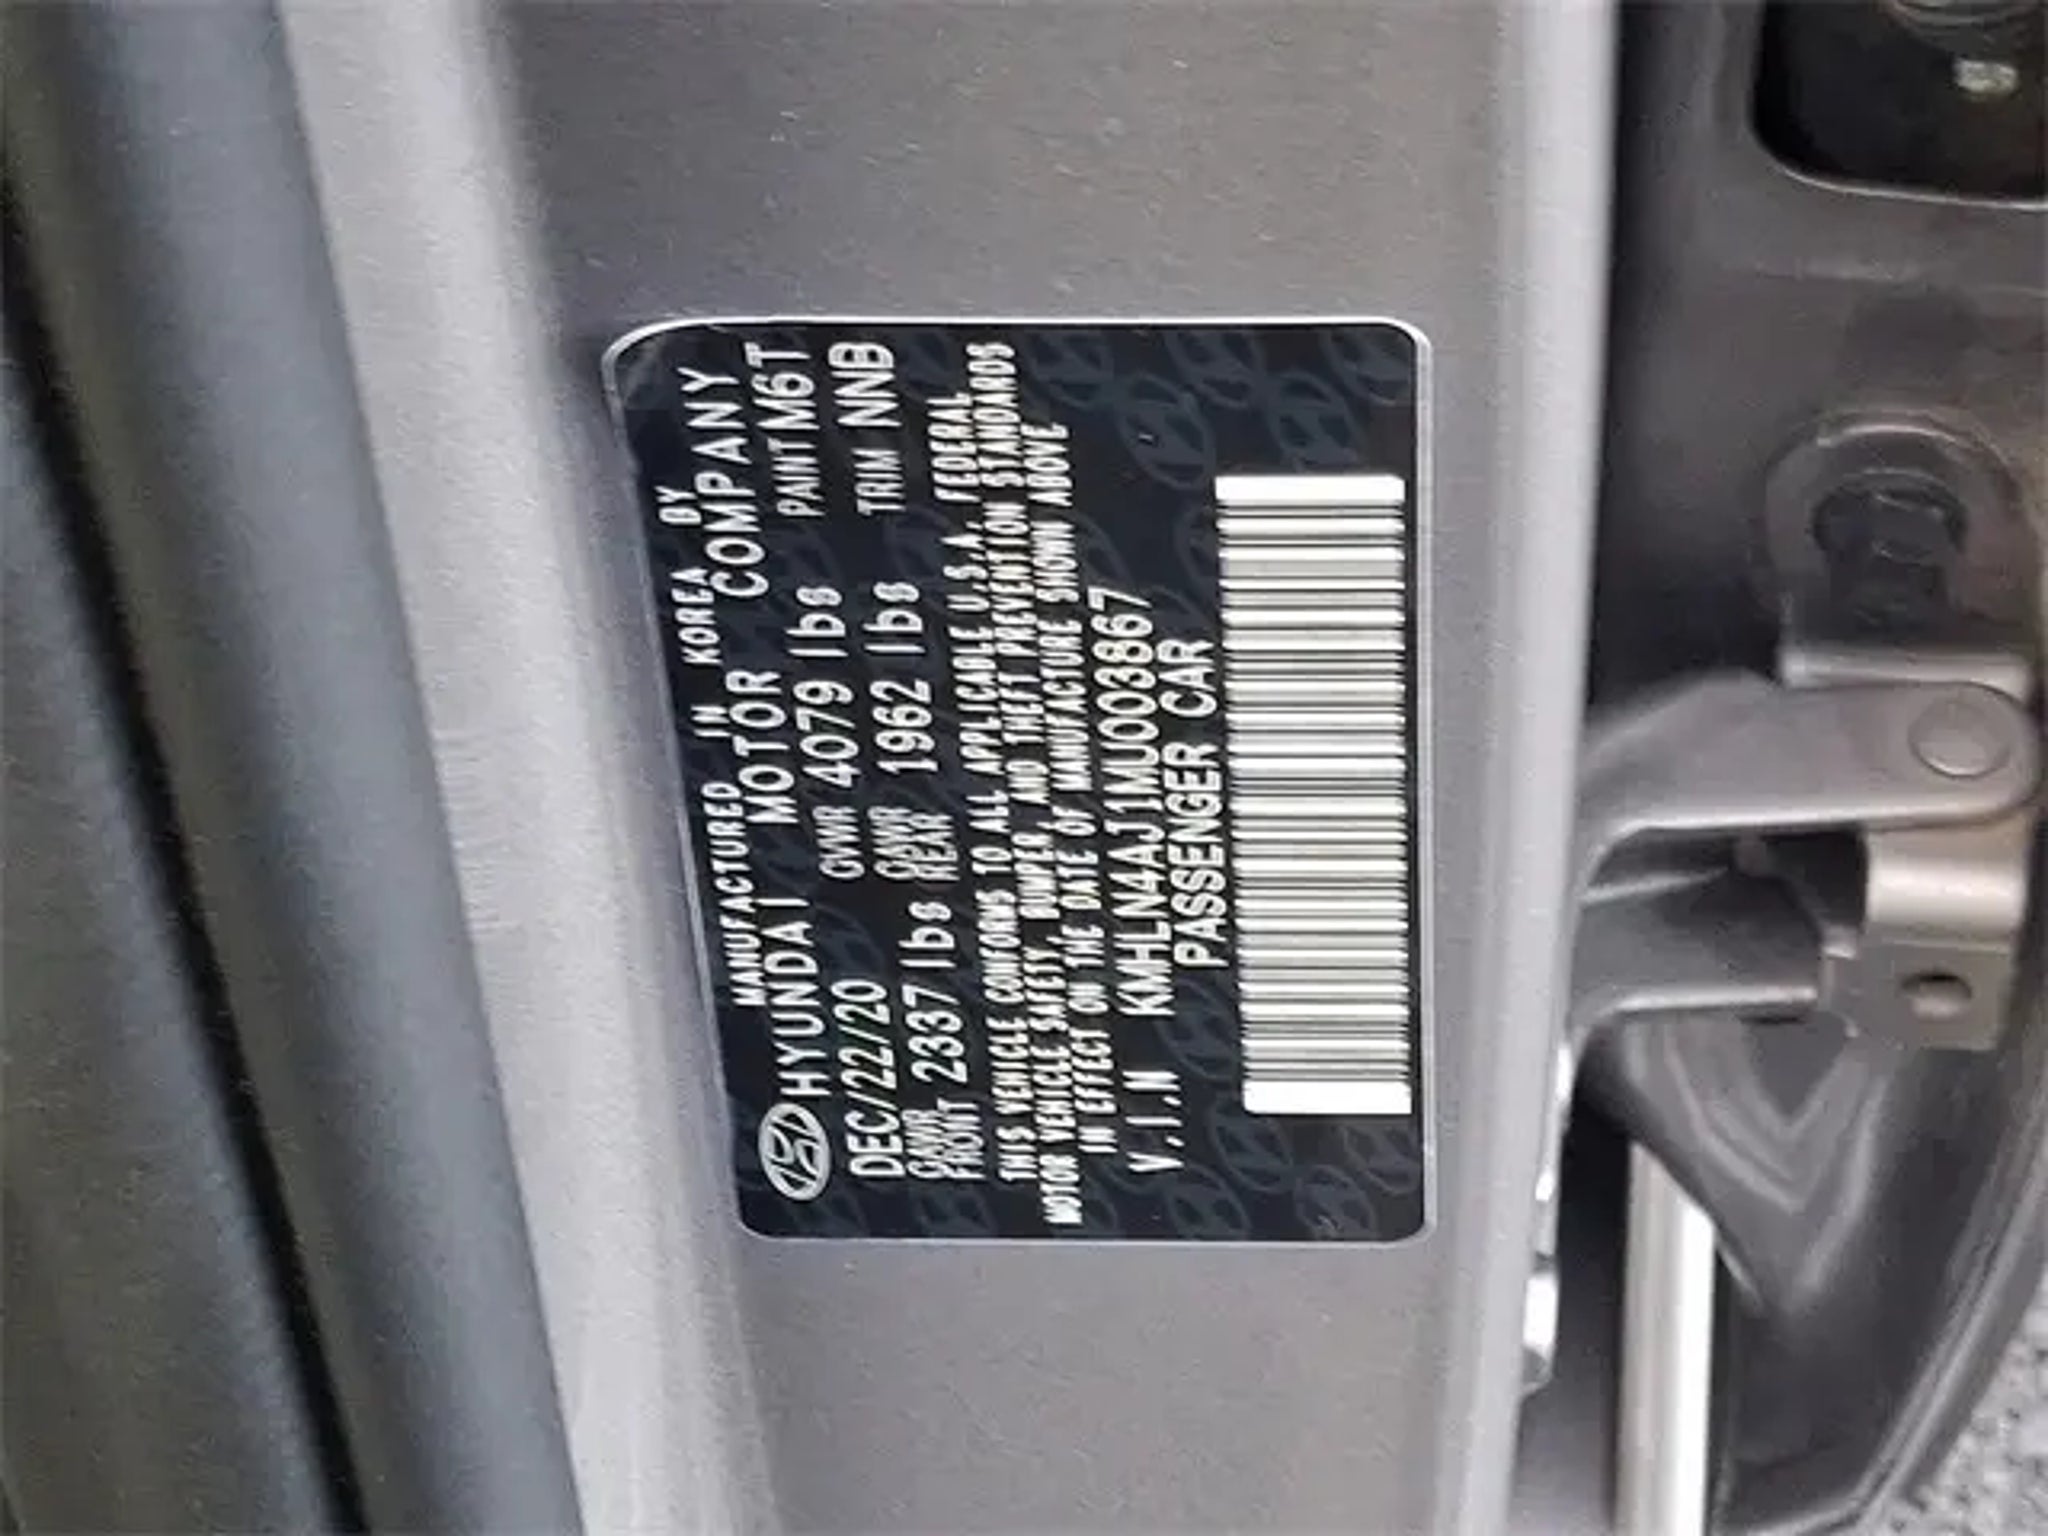 MANUFACTURED IN KOREA BY
HYUNDAI MOTOR COMPANY
DEC/22/20 GVWR 4079 lbs PAINT M6T
GAWR FRONT 2337 lbs GAWR REAR 1962 lbs TRIM NNB
THIS VEHICLE CONFORMS TO ALL APPLICABLE U.S.A. FEDERAL
MOTOR VEHICLE SAFETY, BUMPER, AND THEFT PREVENTION STANDARDS
IN EFFECT ON THE DATE OF MANUFACTURE SHOWN ABOVE
V.I.N KMHLN4AJ1MU003867
PASSENGER CAR